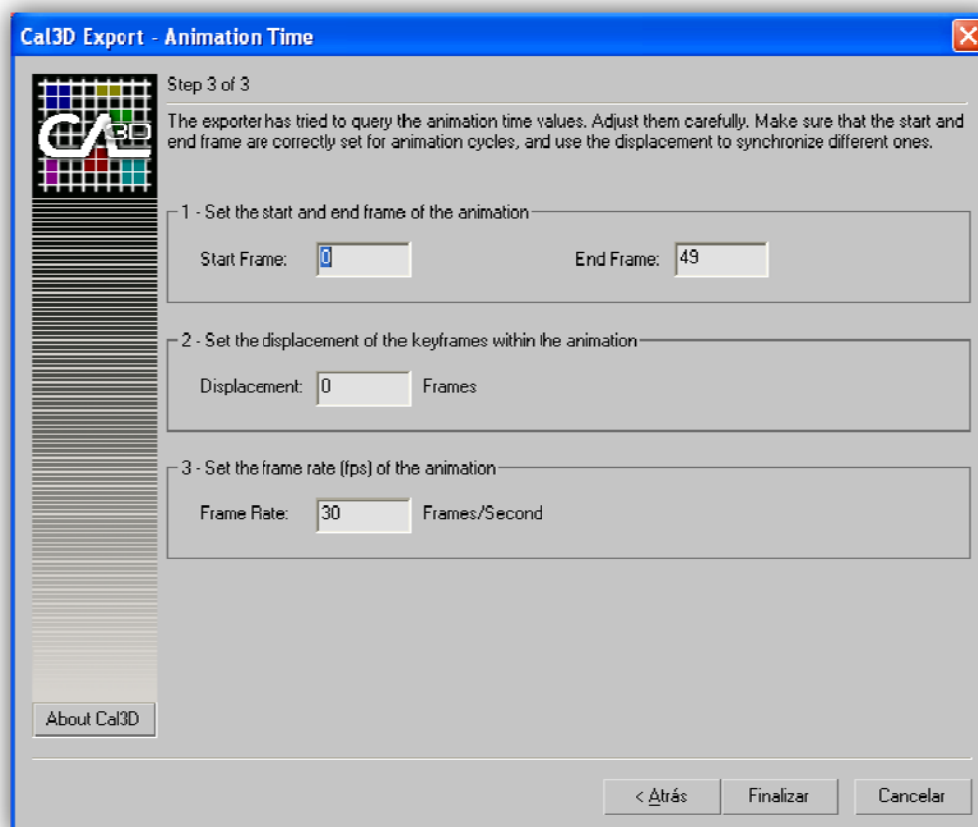 Cal3D Export - Animation Time
Step 3 of 3
The exporter has tried to query the animation time values. Adjust them carefully. Make sure that the start and
end frame are correctly set for animation cycles, and use the displacement to synchronize different ones.
CAL3D
1 - Set the start and end frame of the animation
Start Frame: 0 End Frame: 49
2 - Set the displacement of the keyframes within the animation
Displacement: 0 Frames
3 - Set the frame rate (fps) of the animation
Frame Rate: 30 Frames/Second
About Cal3D
< Atrás Finalizar Cancelar